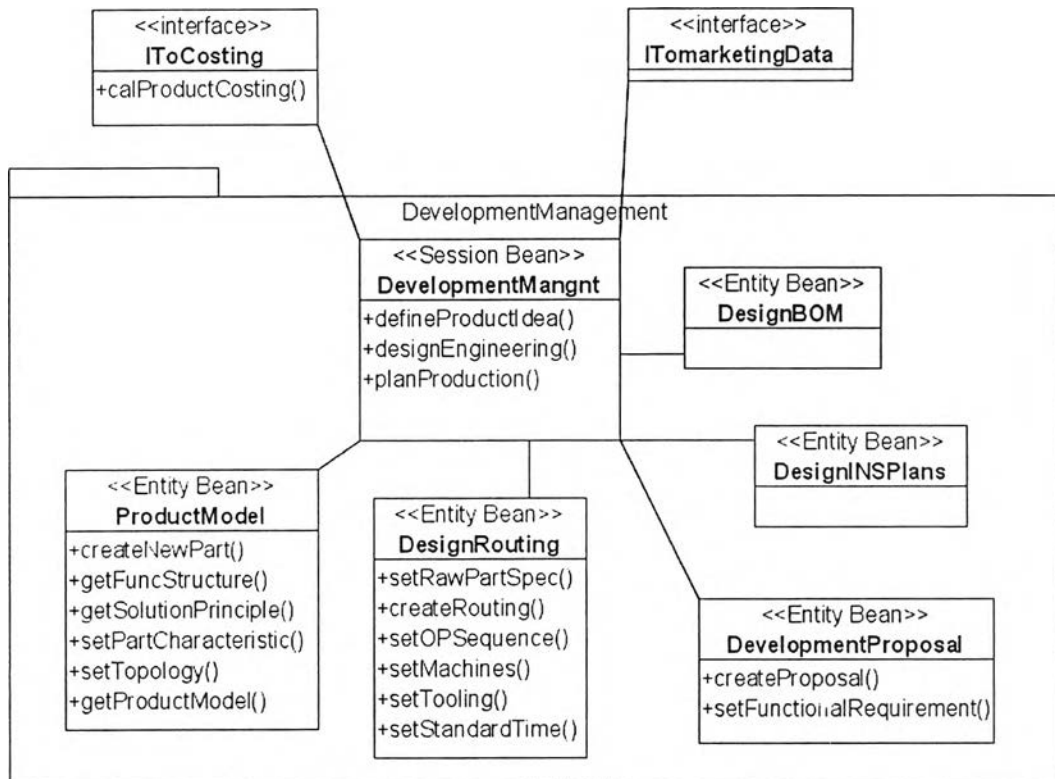 <<interface>>
IToCosting
+calProductCosting()
<<interface>>
ITomarketingData
DevelopmentManagement
<<Session Bean>>
DevelopmentMangnt
+defineProductIdea()
+designEngineering()
+planProduction()
<<Entity Bean>>
DesignBOM
<<Entity Bean>>
DesignINSPlans
<<Entity Bean>>
ProductModel
+createNewPart()
+getFuncStructure()
+getSolutionPrinciple()
+setPartCharacteristic()
+setTopology()
+getProductModel()
<<Entity Bean>>
DesignRouting
+setRawPartSpec()
+createRouting()
+setOPSequence()
+setMachines()
+setTooling()
+setStandardTime()
<<Entity Bean>>
DevelopmentProposal
+createProposal()
+setFunctionalRequirement()